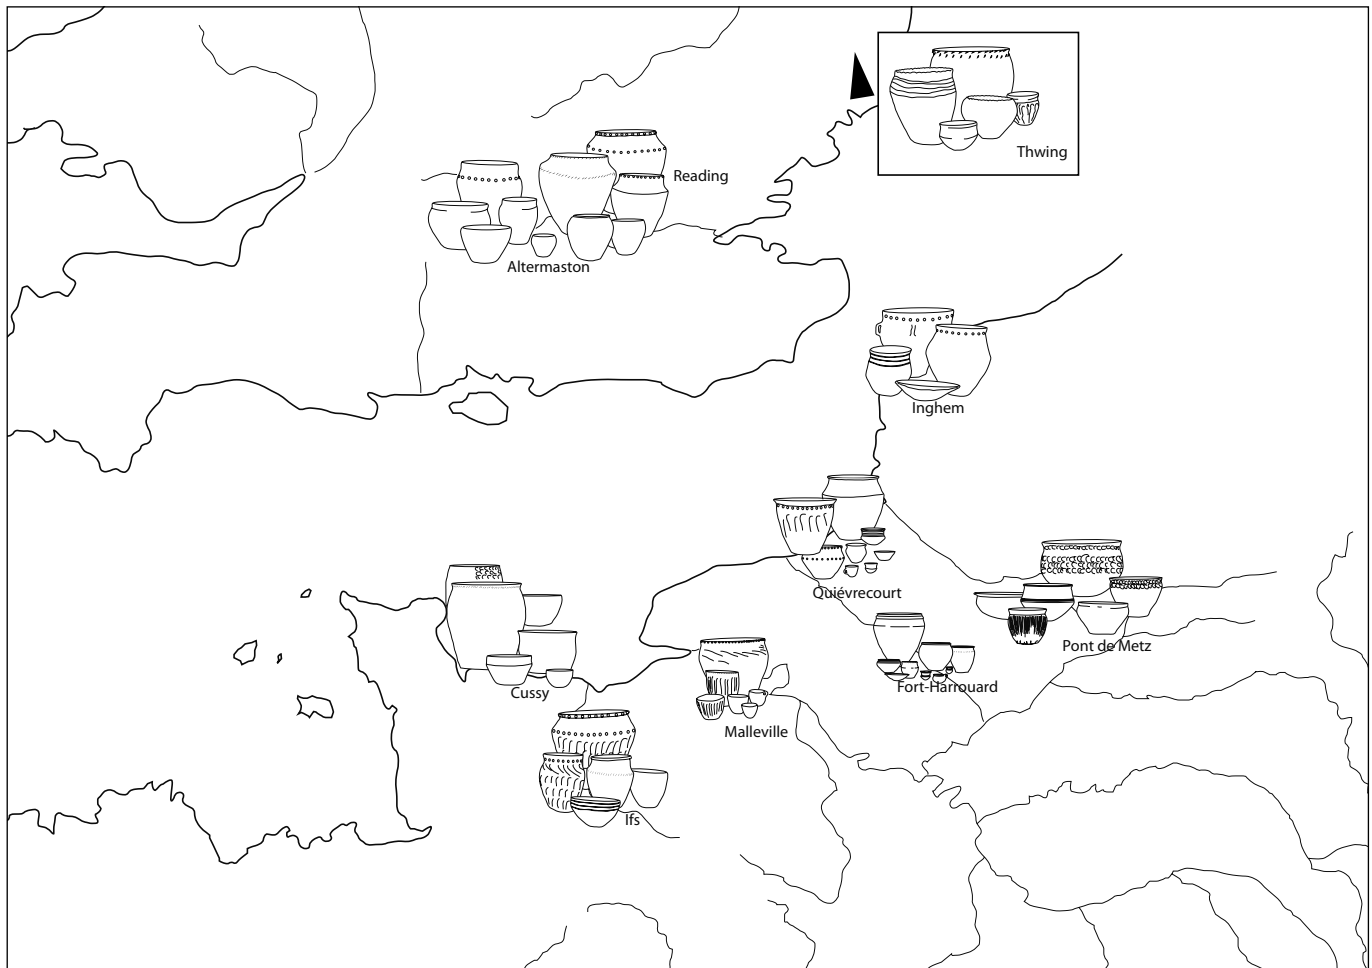 Thwing
Reading
Altermaston
Inghem
Quiévrecourt
Pont de Metz
Fort-Harrouard
Cussy
Malleville
Ifs